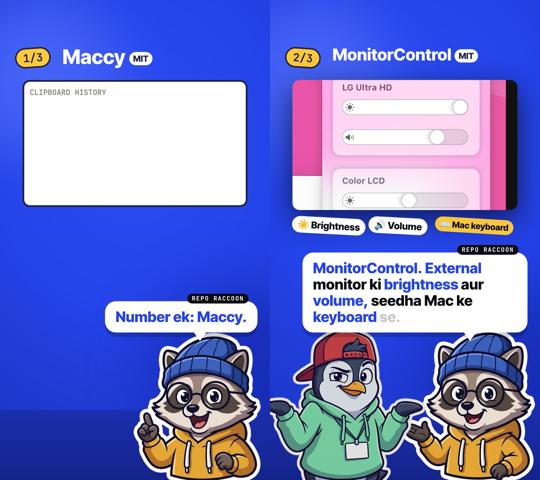 1/3
Maccy MIT
CLIPBOARD HISTORY
REPO RACCOON
Number ek: Maccy.
2/3
MonitorControl MIT
LG Ultra HD
Color LCD
Brightness
Volume
Mac keyboard
REPO RACCOON
MonitorControl. External
monitor ki brightness aur
volume, seedha Mac ke
keyboard se.